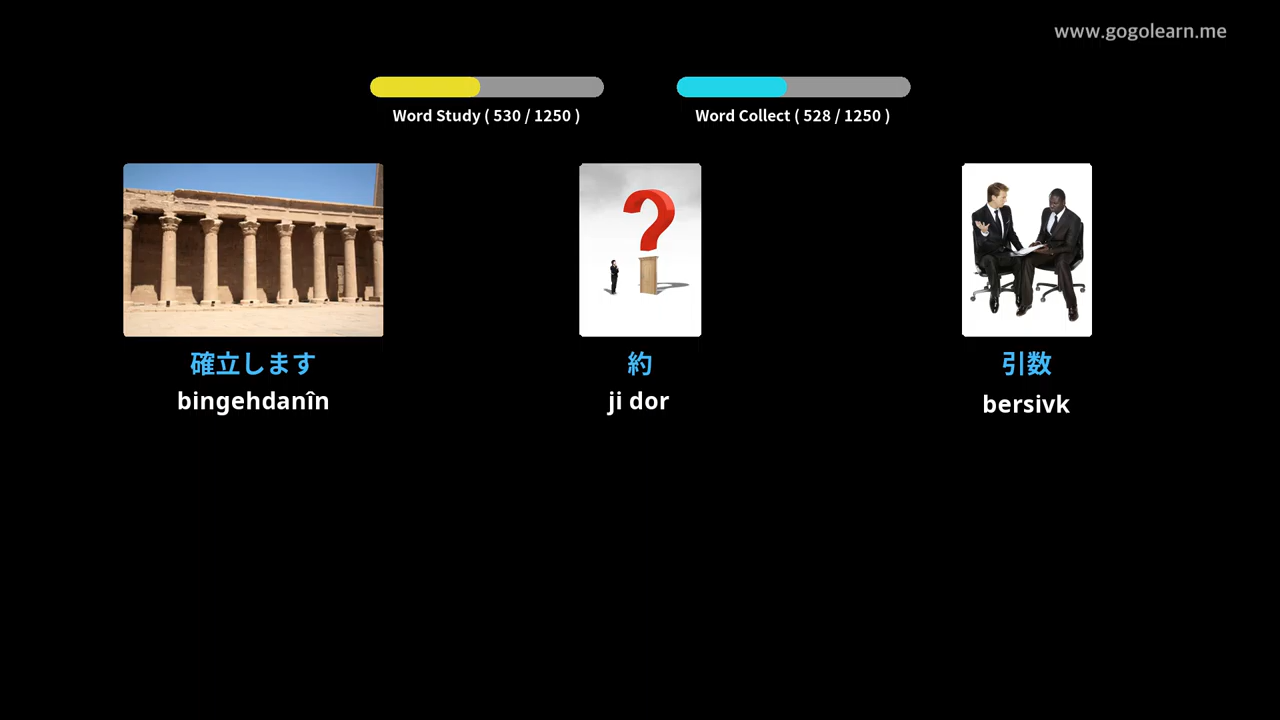 www.gogolearn.me
Word Study ( 530 / 1250 )
Word Collect ( 528 / 1250 )
確立します
約
引数
bingehdanîn
ji dor
bersivk